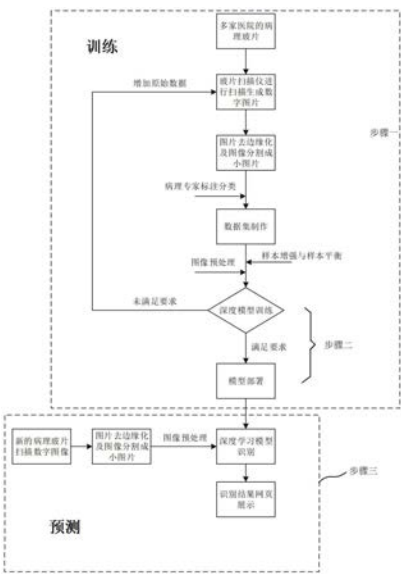 训练
多家医院的病
理玻片
增加原始数据
玻片扫描仪进
行扫描生成数
字图片
步骤一
图片去边缘化
及图像分割成
小图片
病理专家标注分类
数据集制作
样本增强与样本平衡
图像预处理
未满足要求
深度模型训练
满足要求
步骤二
模型部署
新的病理玻片
扫描数字图像
图片去边缘化
及图像分割成
小图片
图像预处理
深度学习模型
识别
步骤三
识别结果网页
展示
预测